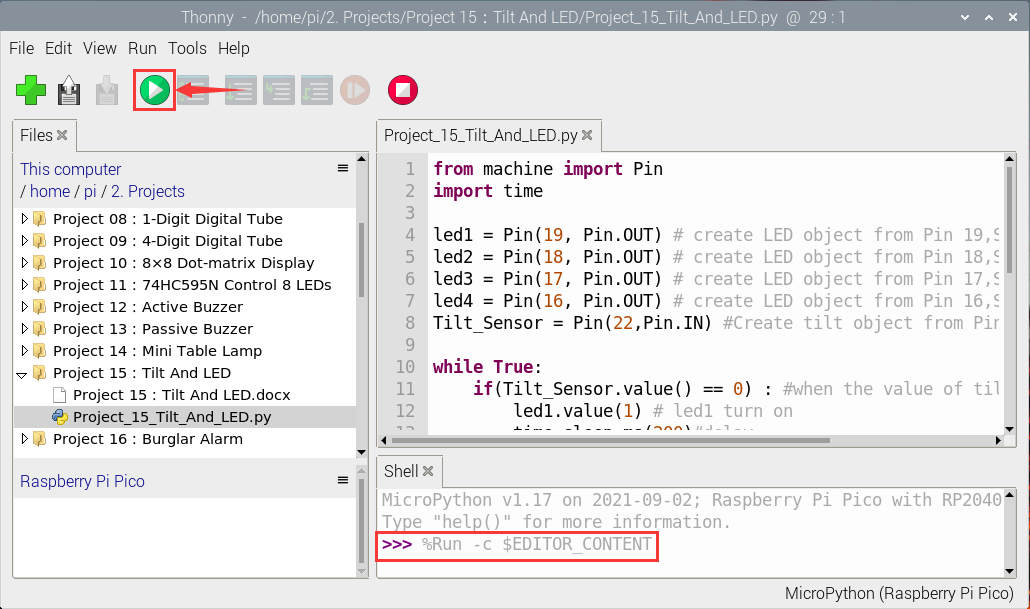 Thonny - /home/pi/2. Projects/Project 15 : Tilt And LED/Project_15_Tilt_And_LED.py @ 29 : 1
File Edit View Run Tools Help
Files
This computer
/ home / pi / 2. Projects
Project 08 : 1-Digit Digital Tube
Project 09 : 4-Digit Digital Tube
Project 10 : 8×8 Dot-matrix Display
Project 11 : 74HC595N Control 8 LEDs
Project 12 : Active Buzzer
Project 13 : Passive Buzzer
Project 14 : Mini Table Lamp
Project 15 : Tilt And LED
Project 15 : Tilt And LED.docx
Project_15_Tilt_And_LED.py
Project 16 : Burglar Alarm
Raspberry Pi Pico
Project_15_Tilt_And_LED.py
1 from machine import Pin
2 import time
3
4 led1 = Pin(19, Pin.OUT) # create LED object from Pin 19,S
5 led2 = Pin(18, Pin.OUT) # create LED object from Pin 18,S
6 led3 = Pin(17, Pin.OUT) # create LED object from Pin 17,S
7 led4 = Pin(16, Pin.OUT) # create LED object from Pin 16,S
8 Tilt_Sensor = Pin(22,Pin.IN) #Create tilt object from Pin
9
10 while True:
11 if(Tilt_Sensor.value() == 0) : #when the value of til
12 led1.value(1) # led1 turn on
13 time.sleep_ms(200)#delay
Shell
MicroPython v1.17 on 2021-09-02; Raspberry Pi Pico with RP2040
Type "help()" for more information.
>>> %Run -c $EDITOR_CONTENT
MicroPython (Raspberry Pi Pico)